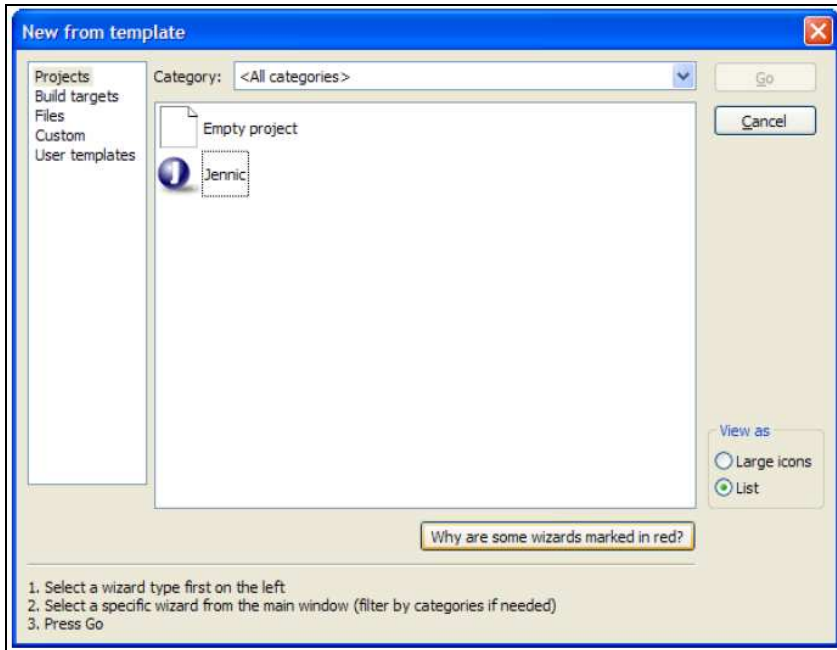 New from template
Projects
Build targets
Files
Custom
User templates
Category: <All categories>
Empty project
J Jennic
Go
Cancel
View as
Large icons
List
Why are some wizards marked in red?
1. Select a wizard type first on the left
2. Select a specific wizard from the main window (filter by categories if needed)
3. Press Go